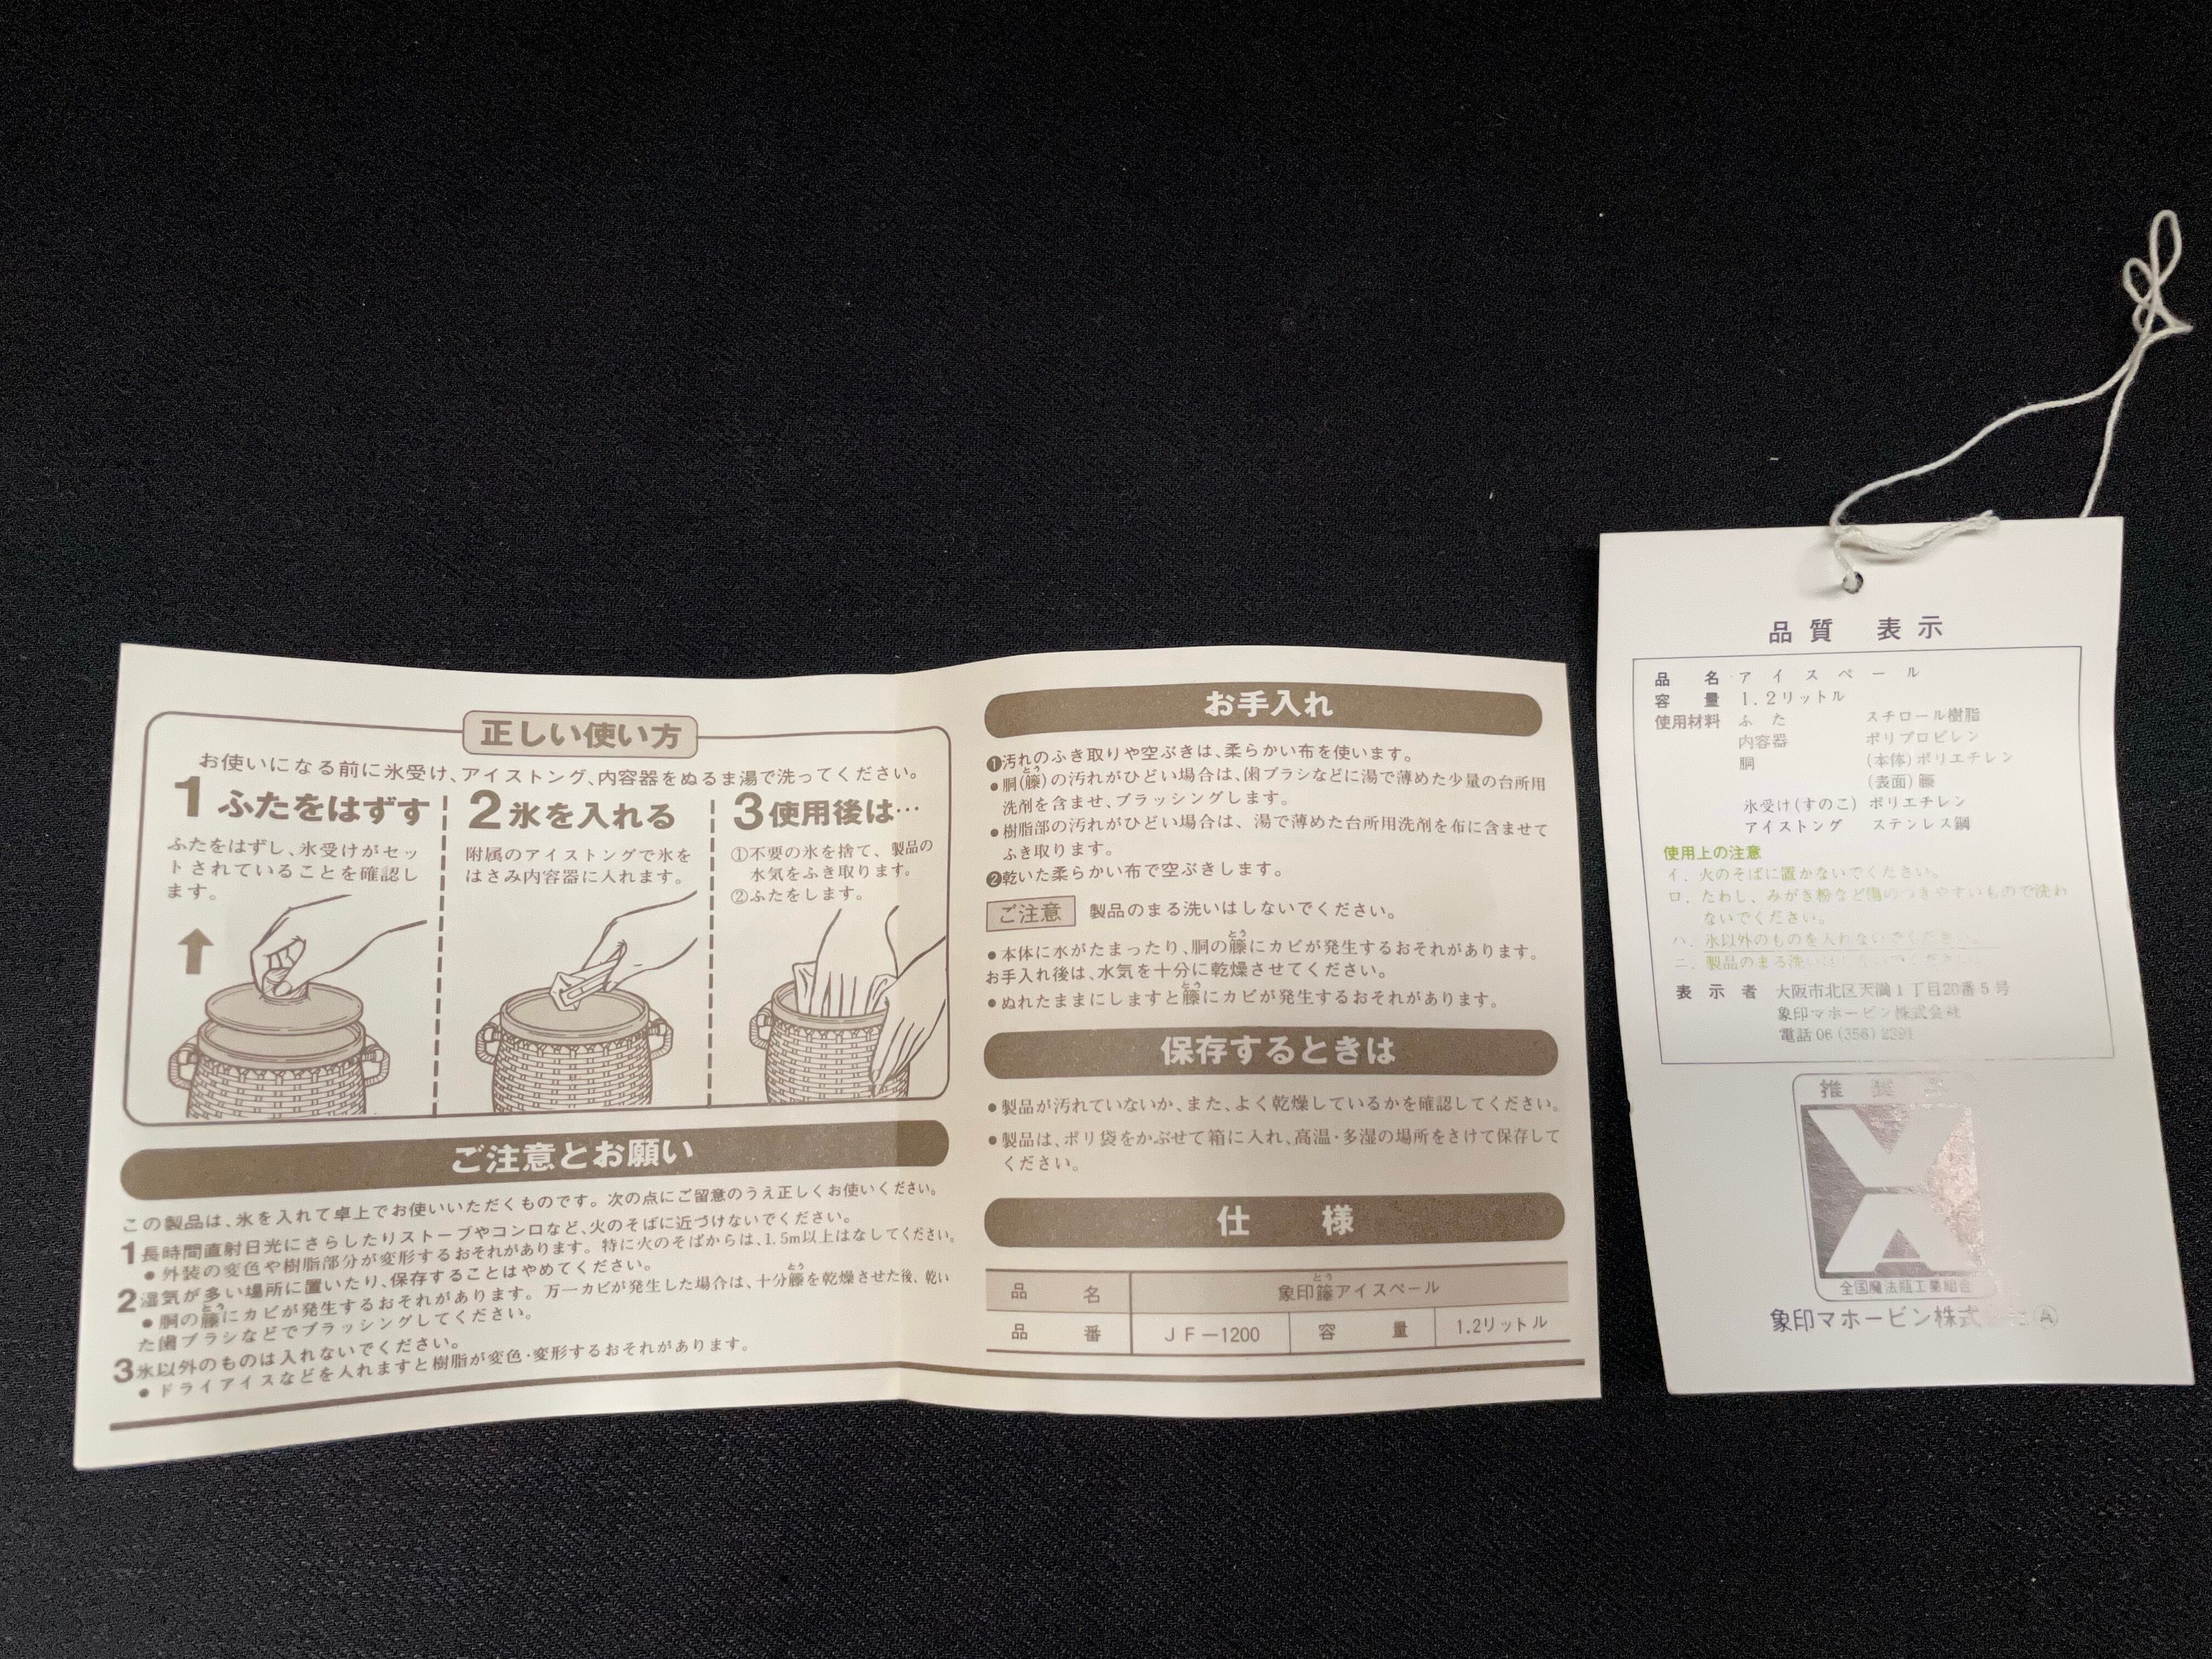 正しい使い方
お使いになる前に氷受け、アイストング、内容器をぬるま湯で洗ってください。
1 ふたをはずす
ふたをはずし、氷受けがセッ
トされていることを確認し
ます。
2 氷を入れる
附属のアイストングで氷を
はさみ内容器に入れます。
3 使用後は…
①不要の氷を捨て、製品の
水気をふき取ります。
②ふたをします。
ご注意とお願い
この製品は、氷を入れて卓上でお使いいただくものです。次の点にご留意のうえ正しくお使いください。
1 長時間直射日光にさらしたりストーブやコンロなど、火のそばに近づけないでください。
●外装の変色や樹脂部分が変形するおそれがあります。特に火のそばからは、1.5m以上はなしてください。
2 湿気が多い場所に置いたり、保存することはやめてください。
●胴の籐にカビが発生するおそれがあります。万一カビが発生した場合は、十分籐を乾燥させた後、乾い
た歯ブラシなどでブラッシングしてください。
3 氷以外のものは入れないでください。
●ドライアイスなどを入れますと樹脂が変色・変形するおそれがあります。
お手入れ
❶汚れのふき取りや空ぶきは、柔らかい布を使います。
●胴(籐)の汚れがひどい場合は、歯ブラシなどに湯で薄めた少量の台所用
洗剤を含ませ、ブラッシングします。
●樹脂部の汚れがひどい場合は、湯で薄めた台所用洗剤を布に含ませて
ふき取ります。
❷乾いた柔らかい布で空ぶきします。
ご注意 製品のまる洗いはしないでください。
●本体に水がたまったり、胴の籐にカビが発生するおそれがあります。
お手入れ後は、水気を十分に乾燥させてください。
●ぬれたままにしますと籐にカビが発生するおそれがあります。
保存するときは
●製品が汚れていないか、また、よく乾燥しているかを確認してください。
●製品は、ポリ袋をかぶせて箱に入れ、高温・多湿の場所をさけて保存して
ください。
仕 様
品 名 象印籐アイスペール
品 番 JF-1200 容 量 1.2リットル
品質 表示
品 名 アイスペール
容 量 1.2リットル
使用材料 ふた スチロール樹脂
内容器 ポリプロピレン
胴 (本体)ポリエチレン
(表面)籐
氷受け(すのこ) ポリエチレン
アイストング ステンレス鋼
使用上の注意
イ．火のそばに置かないでください。
ロ．たわし、みがき粉など傷のつきやすいもので洗わ
ないでください。
ハ．氷以外のものを入れないでください。
ニ．製品のまる洗い
表示者 大阪市北区天満1丁目20番5号
象印マホービン株式会社
電話 06 (356) 2391
推 奨 品
全国魔法瓶工業組合
象印マホービン株式 社 Ⓐ